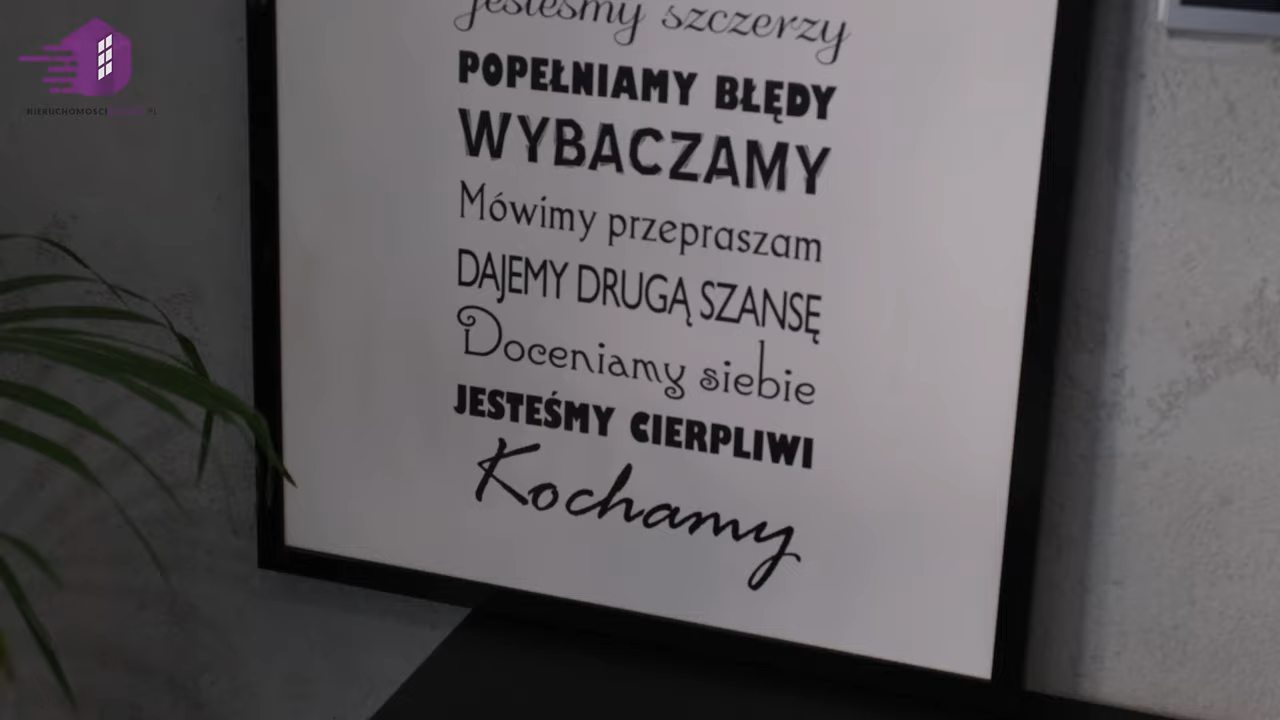 jesteśmy szczerzy
POPEŁNIAMY BŁĘDY
WYBACZAMY
Mówimy przepraszam
DAJEMY DRUGĄ SZANSĘ
Doceniamy siebie
JESTEŚMY CIERPLIWI
Kochamy